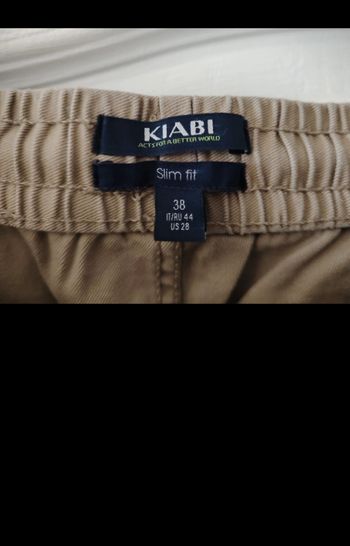 KIABI
ACTS FOR A BETTER WORLD
Slim fit
38
IT/RU 44
US 28